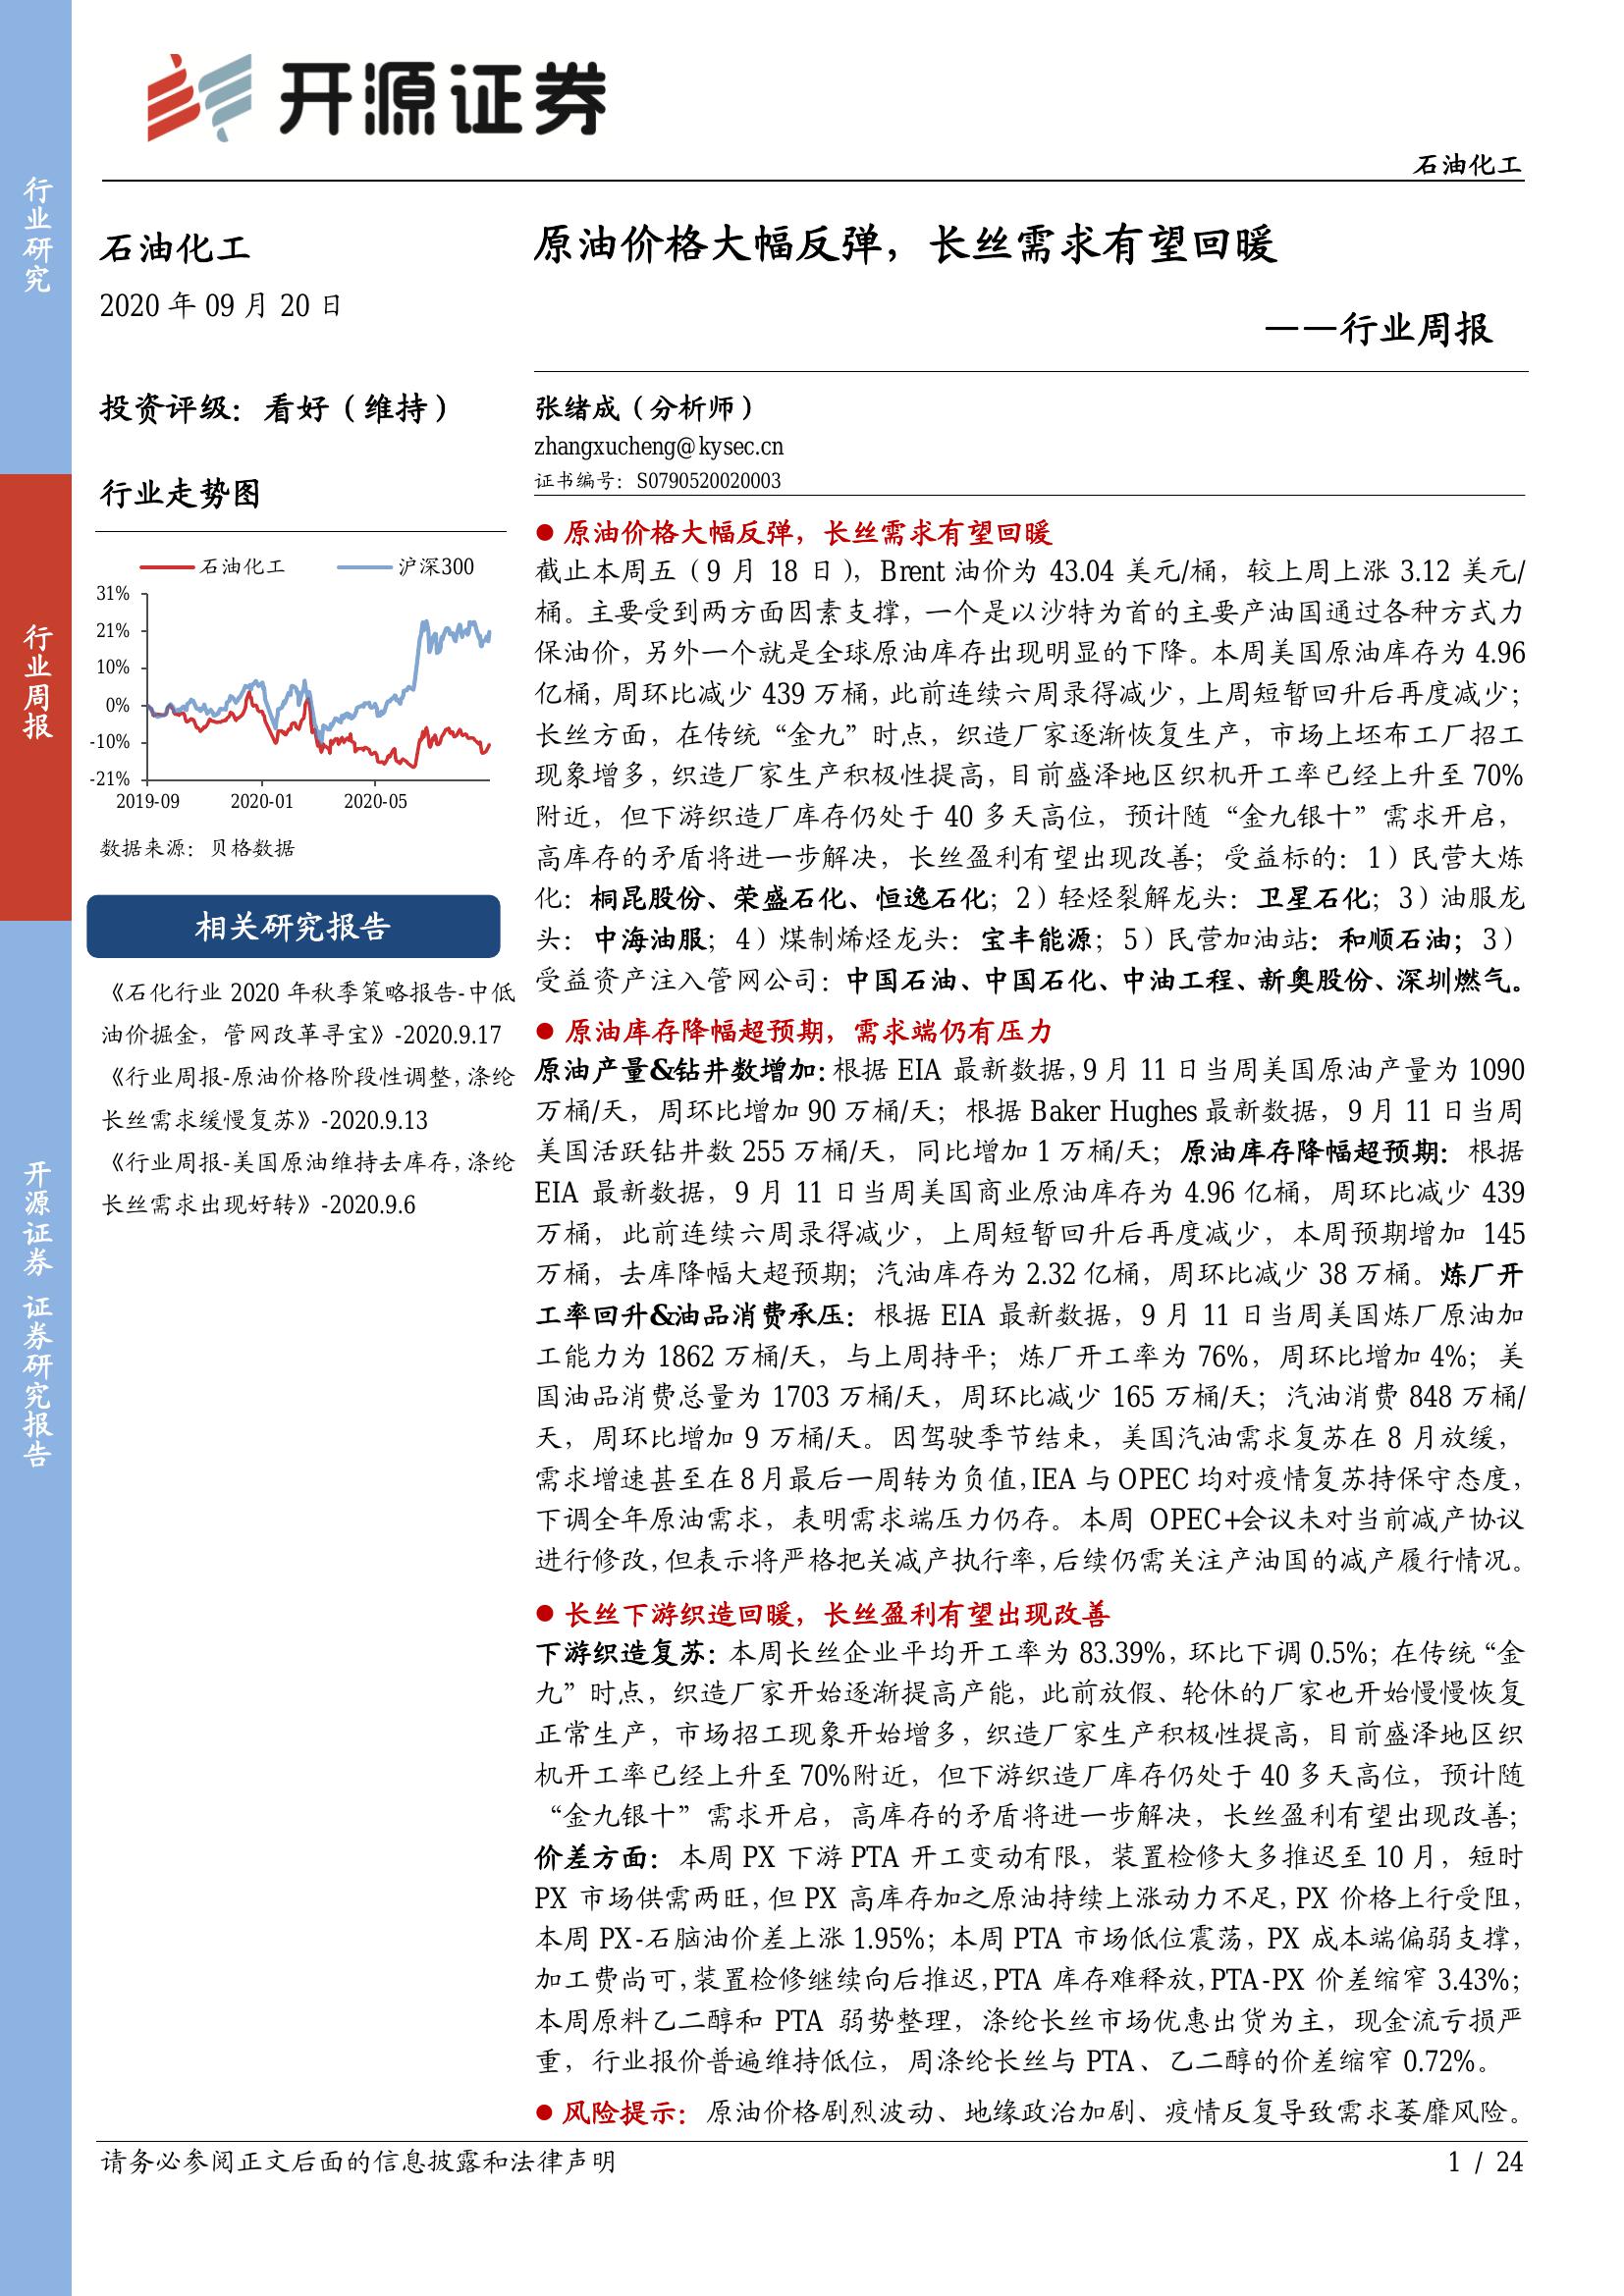 开源证券
石油化工
行业研究
行业周报
开源证券 证券研究报告
石油化工
2020 年 09 月 20 日
投资评级：看好（维持）
行业走势图
石油化工 沪深300
31%
21%
10%
0%
-10%
-21%
2019-09 2020-01 2020-05
数据来源：贝格数据
相关研究报告
《石化行业 2020 年秋季策略报告-中低
油价掘金，管网改革寻宝》-2020.9.17
《行业周报-原油价格阶段性调整，涤纶
长丝需求缓慢复苏》-2020.9.13
《行业周报-美国原油维持去库存，涤纶
长丝需求出现好转》-2020.9.6
原油价格大幅反弹，长丝需求有望回暖
——行业周报
张绪成（分析师）
zhangxucheng@kysec.cn
证书编号：S0790520020003
● 原油价格大幅反弹，长丝需求有望回暖
截止本周五（9 月 18 日），Brent 油价为 43.04 美元/桶，较上周上涨 3.12 美元/
桶。主要受到两方面因素支撑，一个是以沙特为首的主要产油国通过各种方式力
保油价，另外一个就是全球原油库存出现明显的下降。本周美国原油库存为 4.96
亿桶，周环比减少 439 万桶，此前连续六周录得减少，上周短暂回升后再度减少；
长丝方面，在传统“金九”时点，织造厂家逐渐恢复生产，市场上坯布工厂招工
现象增多，织造厂家生产积极性提高，目前盛泽地区织机开工率已经上升至 70%
附近，但下游织造厂库存仍处于 40 多天高位，预计随“金九银十”需求开启，
高库存的矛盾将进一步解决，长丝盈利有望出现改善；受益标的：1）民营大炼
化：桐昆股份、荣盛石化、恒逸石化；2）轻烃裂解龙头：卫星石化；3）油服龙
头：中海油服；4）煤制烯烃龙头：宝丰能源；5）民营加油站：和顺石油；3）
受益资产注入管网公司：中国石油、中国石化、中油工程、新奥股份、深圳燃气。
● 原油库存降幅超预期，需求端仍有压力
原油产量&钻井数增加：根据 EIA 最新数据，9 月 11 日当周美国原油产量为 1090
万桶/天，周环比增加 90 万桶/天；根据 Baker Hughes 最新数据，9 月 11 日当周
美国活跃钻井数 255 万桶/天，同比增加 1 万桶/天；原油库存降幅超预期：根据
EIA 最新数据，9 月 11 日当周美国商业原油库存为 4.96 亿桶，周环比减少 439
万桶，此前连续六周录得减少，上周短暂回升后再度减少，本周预期增加 145
万桶，去库降幅大超预期；汽油库存为 2.32 亿桶，周环比减少 38 万桶。炼厂开
工率回升&油品消费承压：根据 EIA 最新数据，9 月 11 日当周美国炼厂原油加
工能力为 1862 万桶/天，与上周持平；炼厂开工率为 76%，周环比增加 4%；美
国油品消费总量为 1703 万桶/天，周环比减少 165 万桶/天；汽油消费 848 万桶/
天，周环比增加 9 万桶/天。因驾驶季节结束，美国汽油需求复苏在 8 月放缓，
需求增速甚至在 8 月最后一周转为负值，IEA 与 OPEC 均对疫情复苏持保守态度，
下调全年原油需求，表明需求端压力仍存。本周 OPEC+会议未对当前减产协议
进行修改，但表示将严格把关减产执行率，后续仍需关注产油国的减产履行情况。
● 长丝下游织造回暖，长丝盈利有望出现改善
下游织造复苏：本周长丝企业平均开工率为 83.39%，环比下调 0.5%；在传统“金
九”时点，织造厂家开始逐渐提高产能，此前放假、轮休的厂家也开始慢慢恢复
正常生产，市场招工现象开始增多，织造厂家生产积极性提高，目前盛泽地区织
机开工率已经上升至 70%附近，但下游织造厂库存仍处于 40 多天高位，预计随
“金九银十”需求开启，高库存的矛盾将进一步解决，长丝盈利有望出现改善；
价差方面：本周 PX 下游 PTA 开工变动有限，装置检修大多推迟至 10 月，短时
PX 市场供需两旺，但 PX 高库存加之原油持续上涨动力不足，PX 价格上行受阻，
本周 PX-石脑油价差上涨 1.95%；本周 PTA 市场低位震荡，PX 成本端偏弱支撑，
加工费尚可，装置检修继续向后推迟，PTA 库存难释放，PTA-PX 价差缩窄 3.43%；
本周原料乙二醇和 PTA 弱势整理，涤纶长丝市场优惠出货为主，现金流亏损严
重，行业报价普遍维持低位，周涤纶长丝与 PTA、乙二醇的价差缩窄 0.72%。
● 风险提示：原油价格剧烈波动、地缘政治加剧、疫情反复导致需求萎靡风险。
请务必参阅正文后面的信息披露和法律声明
1 / 24